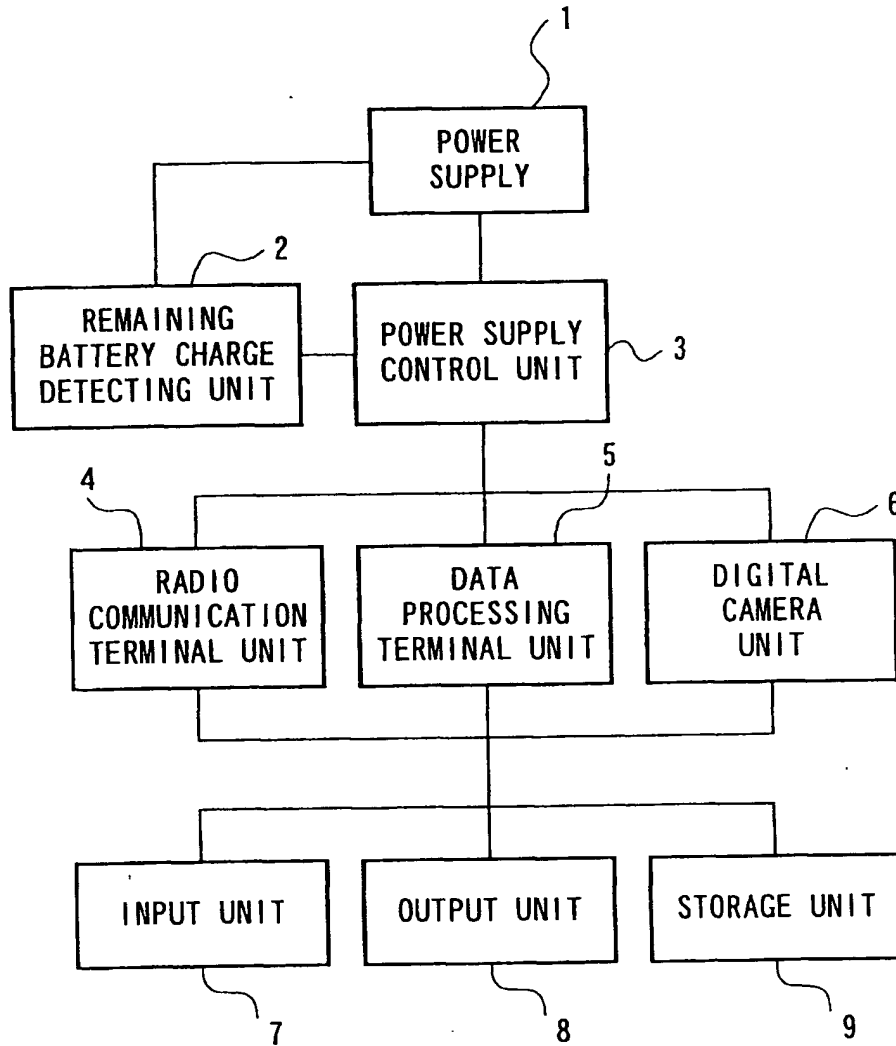 1
POWER
SUPPLY
2
REMAINING
BATTERY CHARGE
DETECTING UNIT
POWER SUPPLY
CONTROL UNIT
3
4
RADIO
COMMUNICATION
TERMINAL UNIT
5
DATA
PROCESSING
TERMINAL UNIT
6
DIGITAL
CAMERA
UNIT
INPUT UNIT
7
OUTPUT UNIT
8
STORAGE UNIT
9